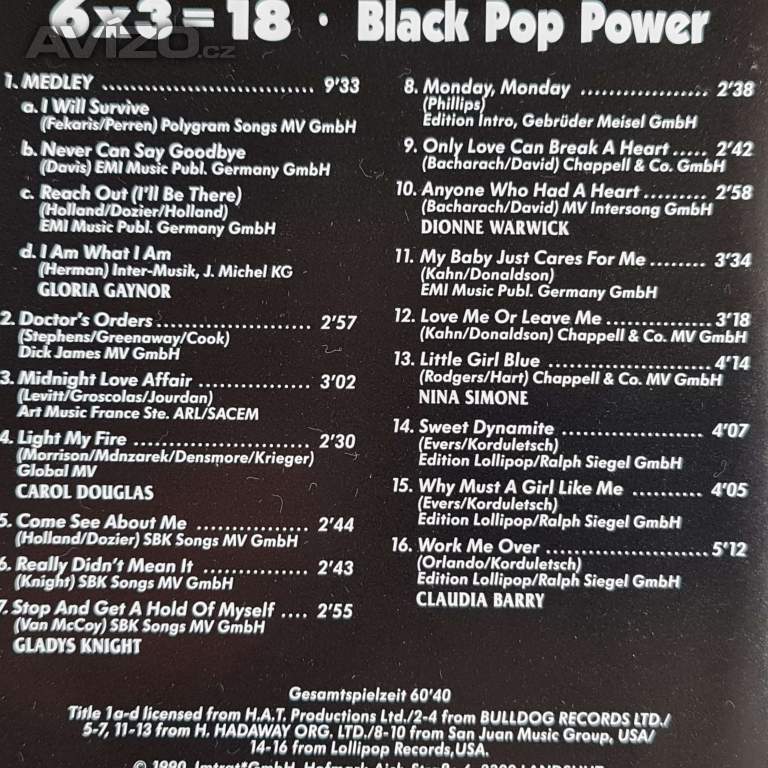 6x3=18 · Black Pop Power
AVIZO.cz
1. MEDLEY ........................ 9'33
a. I Will Survive
(Fekaris/Perren) Polygram Songs MV GmbH
b. Never Can Say Goodbye
(Davis) EMI Music Publ. Germany GmbH
c. Reach Out (I'll Be There)
(Holland/Dozier/Holland)
EMI Music Publ. Germany GmbH
d. I Am What I Am
(Herman) Inter-Musik, J. Michel KG
GLORIA GAYNOR
2. Doctor's Orders ........................ 2'57
(Stephens/Greenaway/Cook)
Dick James MV GmbH
3. Midnight Love Affair ................ 3'02
(Levitt/Groscolas/Jourdan)
Art Music France Ste. ARL/SACEM
4. Light My Fire ........................ 2'30
(Morrison/Mdnzarek/Densmore/Krieger)
Global MV
CAROL DOUGLAS
5. Come See About Me ................ 2'44
(Holland/Dozier) SBK Songs MV GmbH
6. Really Didn't Mean It ................ 2'43
(Knight) SBK Songs MV GmbH
7. Stop And Get A Hold Of Myself .... 2'55
(Van McCoy) SBK Songs MV GmbH
GLADYS KNIGHT
8. Monday, Monday .................. 2'38
(Phillips)
Edition Intro, Gebrüder Meisel GmbH
9. Only Love Can Break A Heart ..... 2'42
(Bacharach/David) Chappell & Co. GmbH
10. Anyone Who Had A Heart ......... 2'58
(Bacharach/David) MV Intersong GmbH
DIONNE WARWICK
11. My Baby Just Cares For Me ........ 3'34
(Kahn/Donaldson)
EMI Music Publ. Germany GmbH
12. Love Me Or Leave Me ............... 3'18
(Kahn/Donaldson) Chappell & Co. MV GmbH
13. Little Girl Blue ........................ 4'14
(Rodgers/Hart) Chappell & Co. MV GmbH
NINA SIMONE
14. Sweet Dynamite ..................... 4'07
(Evers/Korduletsch)
Edition Lollipop/Ralph Siegel GmbH
15. Why Must A Girl Like Me .......... 4'05
(Evers/Korduletsch)
Edition Lollipop/Ralph Siegel GmbH
16. Work Me Over ........................ 5'12
(Orlando/Korduletsch)
Edition Lollipop/Ralph Siegel GmbH
CLAUDIA BARRY
Gesamtspielzeit 60'40
Title 1a-d licensed from H.A.T. Productions Ltd./2-4 from BULLDOG RECORDS LTD./
5-7, 11-13 from H. HADAWAY ORG. LTD./8-10 from San Juan Music Group, USA/
14-16 from Lollipop Records,USA.
© 1990 Imtrat*GmbH, Hofmark-Aich-Straße